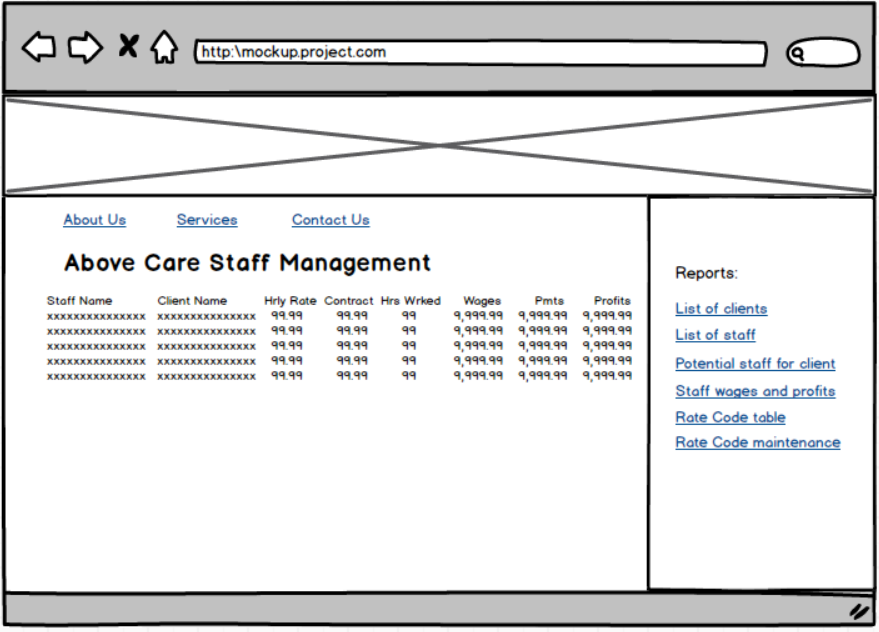 http:\mockup.project.com
About Us Services Contact Us
Above Care Staff Management
Staff Name Client Name Hrly Rate Contract Hrs Wrked Wages Pmts Profits
xxxxxxxxxxxxxxx xxxxxxxxxxxxxxx 99.99 99.99 99 9,999.99 9,999.99 9,999.99
xxxxxxxxxxxxxxx xxxxxxxxxxxxxxx 99.99 99.99 99 9,999.99 9,999.99 9,999.99
xxxxxxxxxxxxxxx xxxxxxxxxxxxxxx 99.99 99.99 99 9,999.99 9,999.99 9,999.99
xxxxxxxxxxxxxxx xxxxxxxxxxxxxxx 99.99 99.99 99 9,999.99 9,999.99 9,999.99
xxxxxxxxxxxxxxx xxxxxxxxxxxxxxx 99.99 99.99 99 9,999.99 9,999.99 9,999.99
Reports:
List of clients
List of staff
Potential staff for client
Staff wages and profits
Rate Code table
Rate Code maintenance